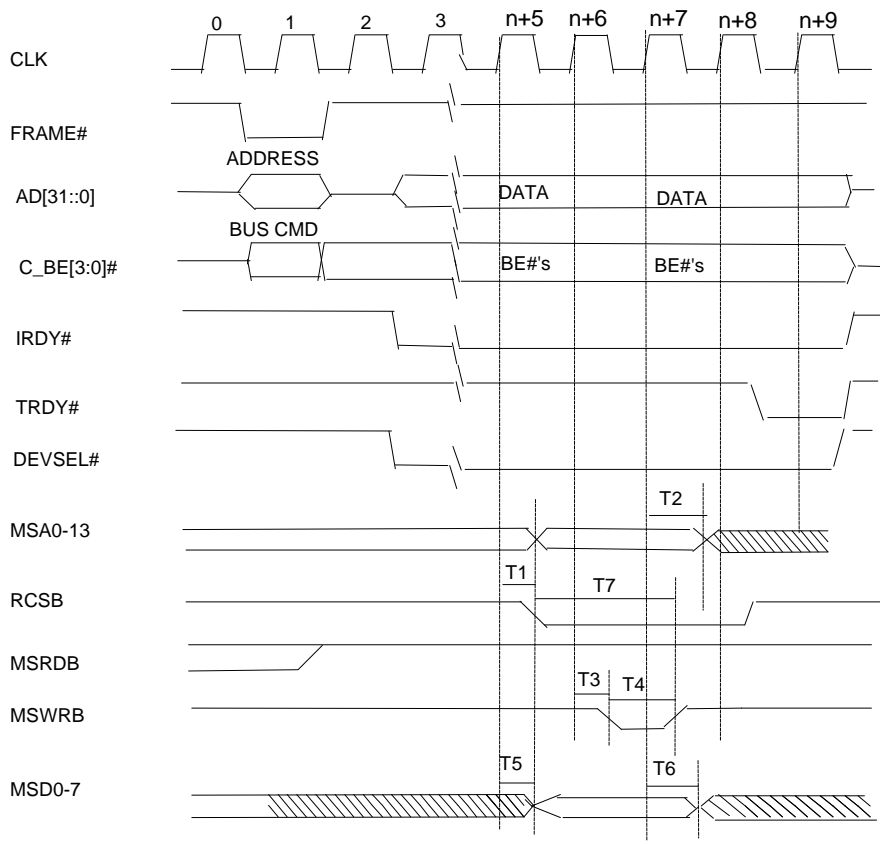 0 1 2 3 n+5 n+6 n+7 n+8 n+9
CLK
FRAME#
ADDRESS
AD[31::0] DATA DATA
BUS CMD
C_BE[3:0]# BE#'s BE#'s
IRDY#
TRDY#
DEVSEL#
T2
MSA0-13
T1 T7
RCSB
MSRDB
T3 T4
MSWRB
T5 T6
MSD0-7